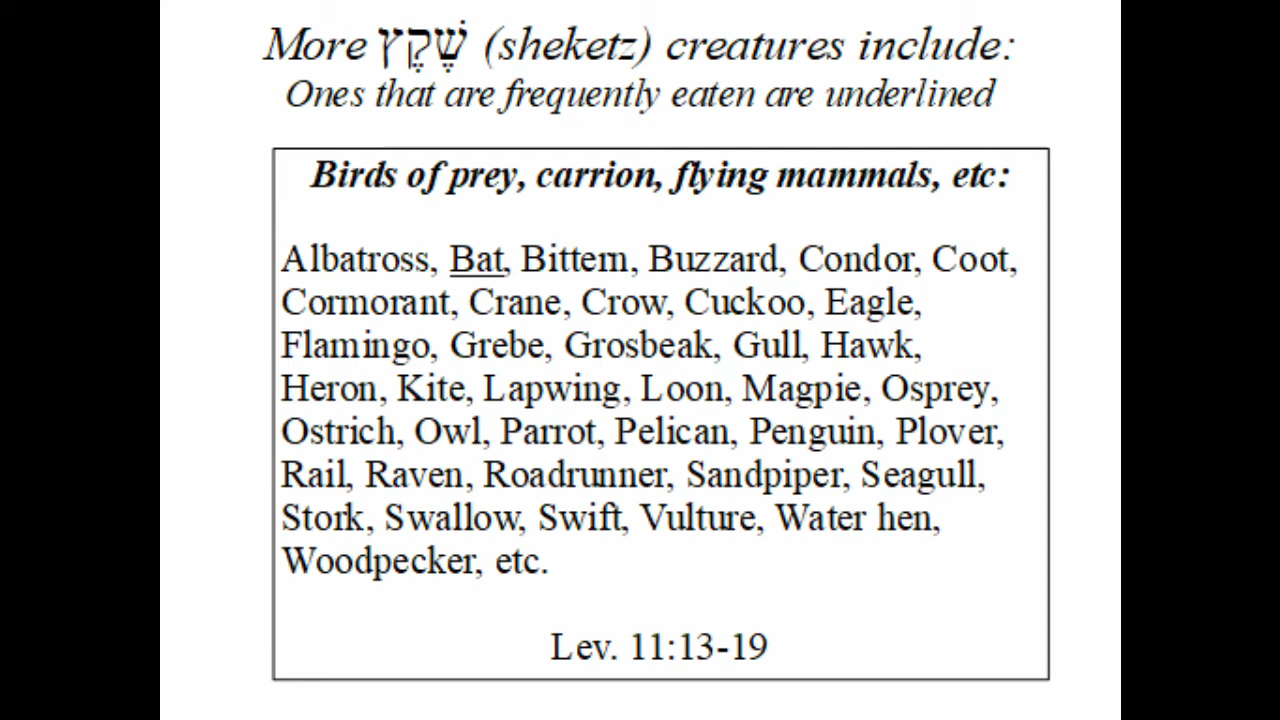 More שֶׁקֶץ (sheketz) creatures include:
Ones that are frequently eaten are underlined
Birds of prey, carrion, flying mammals, etc:
Albatross, Bat, Bittern, Buzzard, Condor, Coot,
Cormorant, Crane, Crow, Cuckoo, Eagle,
Flamingo, Grebe, Grosbeak, Gull, Hawk,
Heron, Kite, Lapwing, Loon, Magpie, Osprey,
Ostrich, Owl, Parrot, Pelican, Penguin, Plover,
Rail, Raven, Roadrunner, Sandpiper, Seagull,
Stork, Swallow, Swift, Vulture, Water hen,
Woodpecker, etc.
Lev. 11:13-19